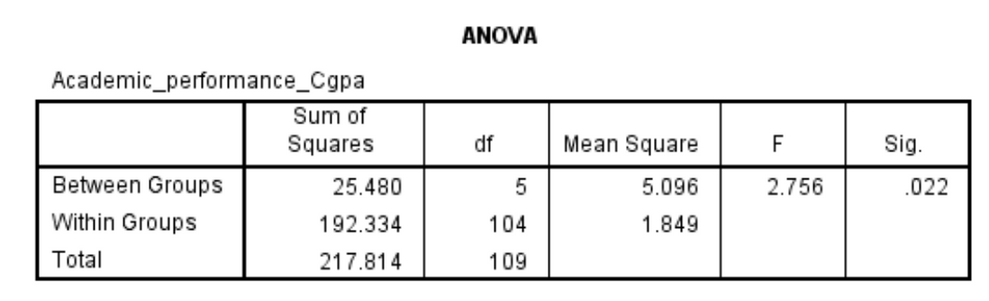 ANOVA
Academic_performance_Cgpa
Sum of
Squares df Mean Square F Sig.
Between Groups 25.480 5 5.096 2.756 .022
Within Groups 192.334 104 1.849
Total 217.814 109